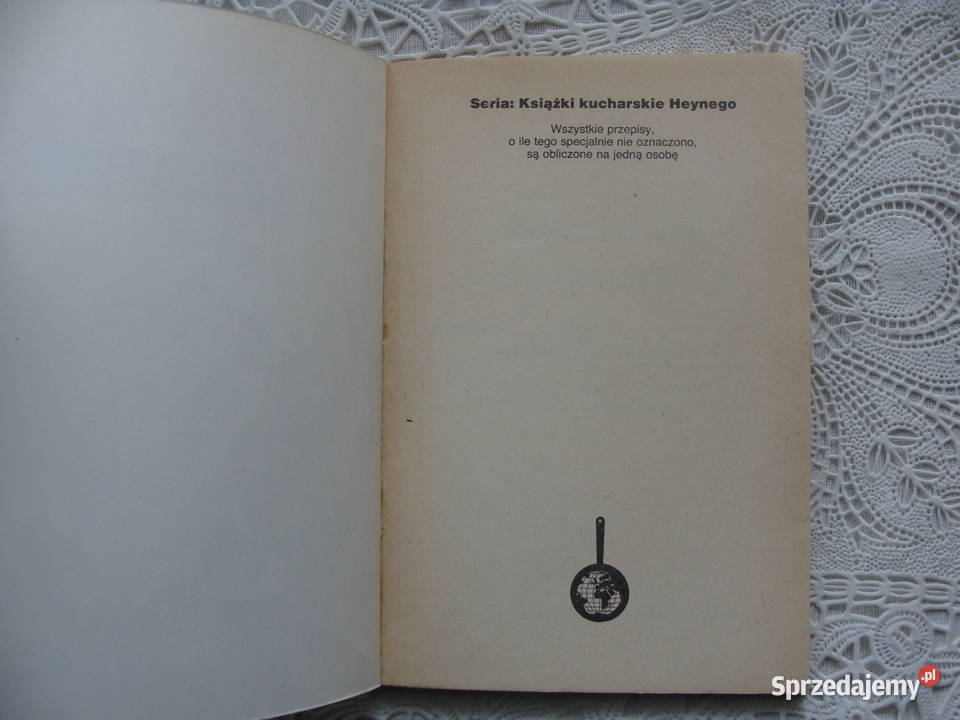 Seria: Książki kucharskie Heynego
Wszystkie przepisy,
o ile tego specjalnie nie oznaczono,
są obliczone na jedną osobę
Sprzedajemy.pl